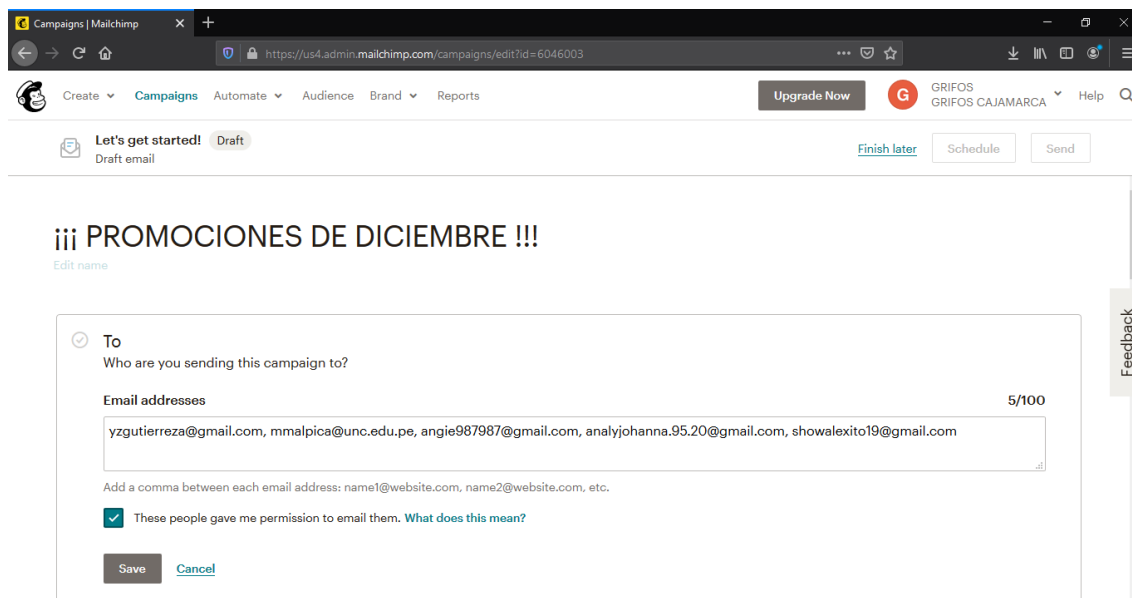 Campaigns | Mailchimp
https://us4.admin.mailchimp.com/campaigns/edit?id=6046003
Create Campaigns Automate Audience Brand Reports Upgrade Now G GRIFOS Help
GRIFOS CAJAMARCA
Let's get started! Draft
Draft email
Finish later Schedule Send
¡¡¡ PROMOCIONES DE DICIEMBRE !!!
Edit name
Feedback
To
Who are you sending this campaign to?
Email addresses 5/100
yzgutierreza@gmail.com, mmalpica@unc.edu.pe, angie987987@gmail.com, analyjohanna.95.20@gmail.com, showalexito19@gmail.com
Add a comma between each email address: name1@website.com, name2@website.com, etc.
These people gave me permission to email them. What does this mean?
Save Cancel